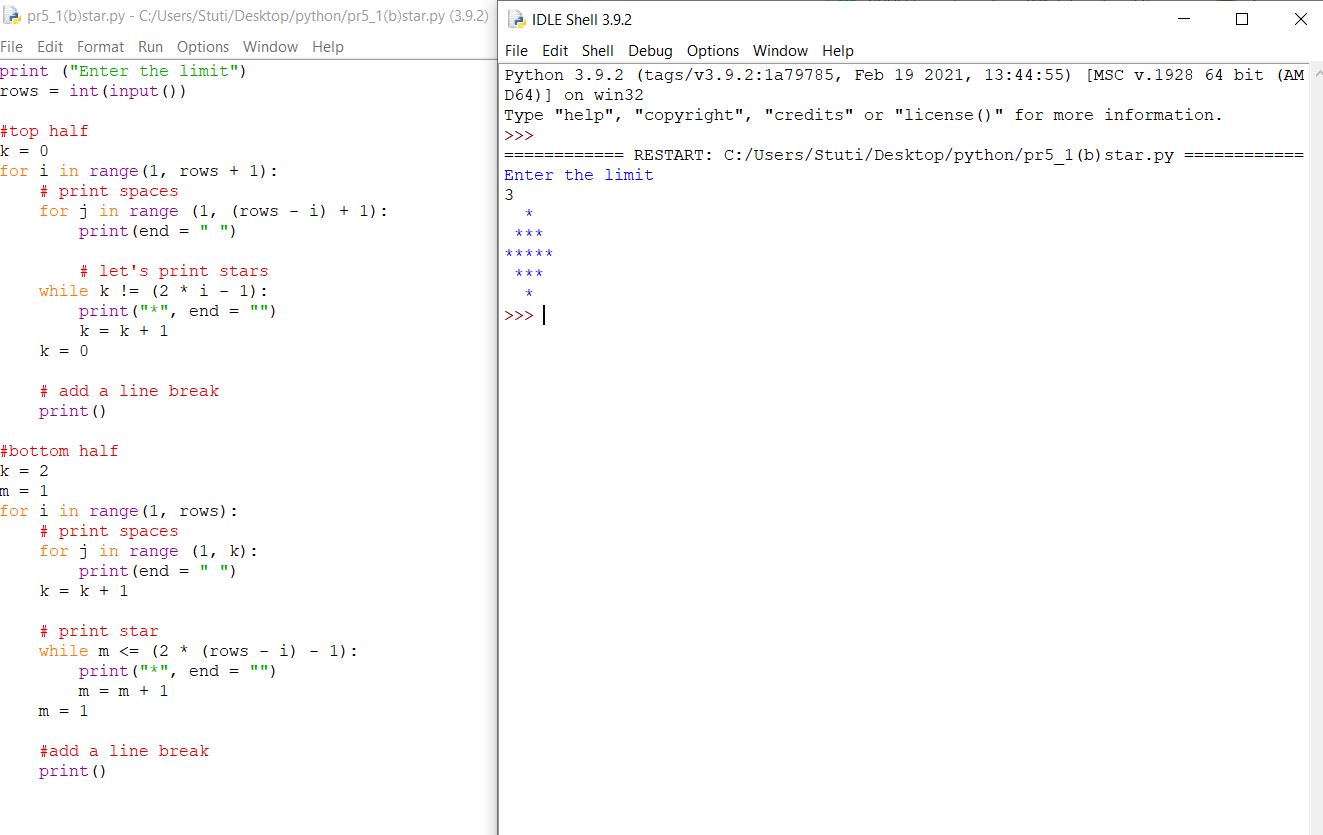 pr5_1(b)star.py - C:/Users/Stuti/Desktop/python/pr5_1(b)star.py (3.9.2)
File Edit Format Run Options Window Help
print ("Enter the limit")
rows = int(input())

#top half
k = 0
for i in range(1, rows + 1):
    # print spaces
    for j in range (1, (rows - i) + 1):
        print(end = " ")

        # let's print stars
    while k != (2 * i - 1):
        print("*", end = "")
        k = k + 1
    k = 0

    # add a line break
    print()

#bottom half
k = 2
m = 1
for i in range(1, rows):
    # print spaces
    for j in range (1, k):
        print(end = " ")
    k = k + 1

    # print star
    while m <= (2 * (rows - i) - 1):
        print("*", end = "")
        m = m + 1
    m = 1

    #add a line break
    print()
IDLE Shell 3.9.2
File Edit Shell Debug Options Window Help
Python 3.9.2 (tags/v3.9.2:1a79785, Feb 19 2021, 13:44:55) [MSC v.1928 64 bit (AM
D64)] on win32
Type "help", "copyright", "credits" or "license()" for more information.
>>>
============ RESTART: C:/Users/Stuti/Desktop/python/pr5_1(b)star.py ============
Enter the limit
3
  *
 ***
*****
 ***
  *
>>>